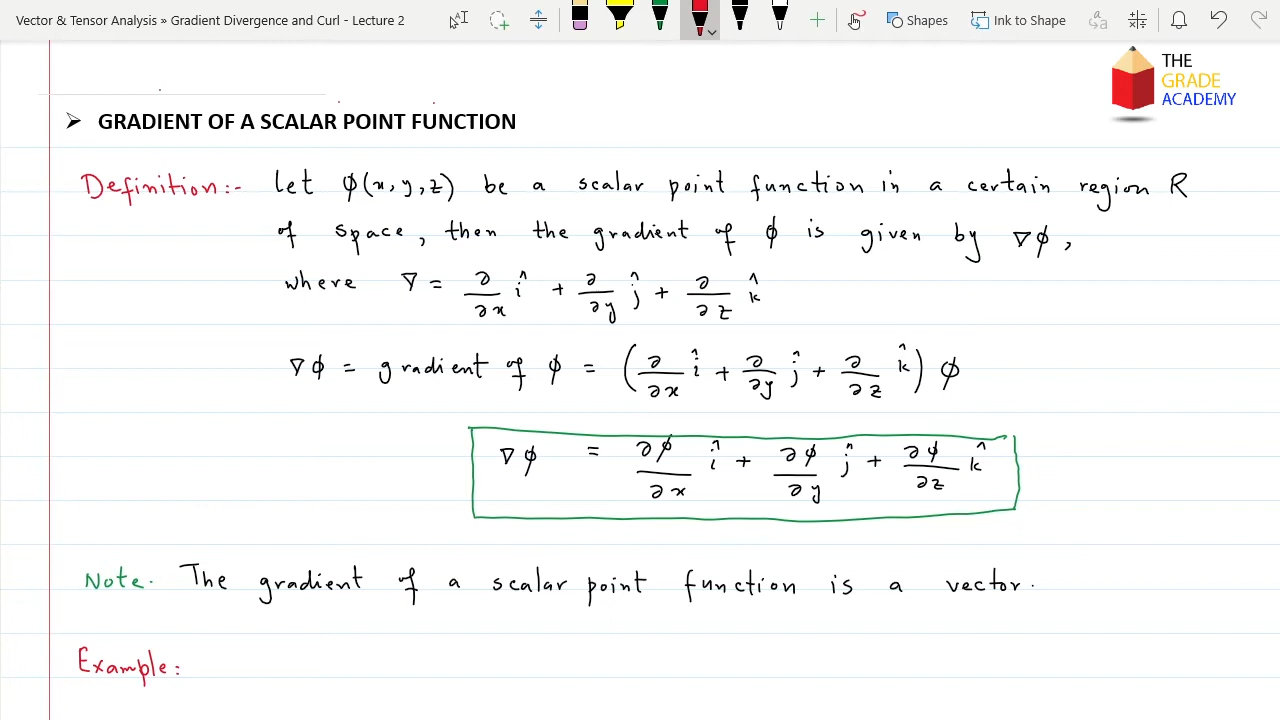 Vector & Tensor Analysis » Gradient Divergence and Curl - Lecture 2
Shapes
Ink to Shape
THE
GRADE
ACADEMY
➤ GRADIENT OF A SCALAR POINT FUNCTION
Definition:- Let ϕ(x,y,z) be a scalar point function in a certain region R
of space, then the gradient of ϕ is given by ∇ϕ,
where ∇ = ∂/∂x î + ∂/∂y ĵ + ∂/∂z k̂
∇ϕ = gradient of ϕ = (∂/∂x î + ∂/∂y ĵ + ∂/∂z k̂) ϕ
∇ϕ = ∂ϕ/∂x î + ∂ϕ/∂y ĵ + ∂ϕ/∂z k̂
Note. The gradient of a scalar point function is a vector.
Example: